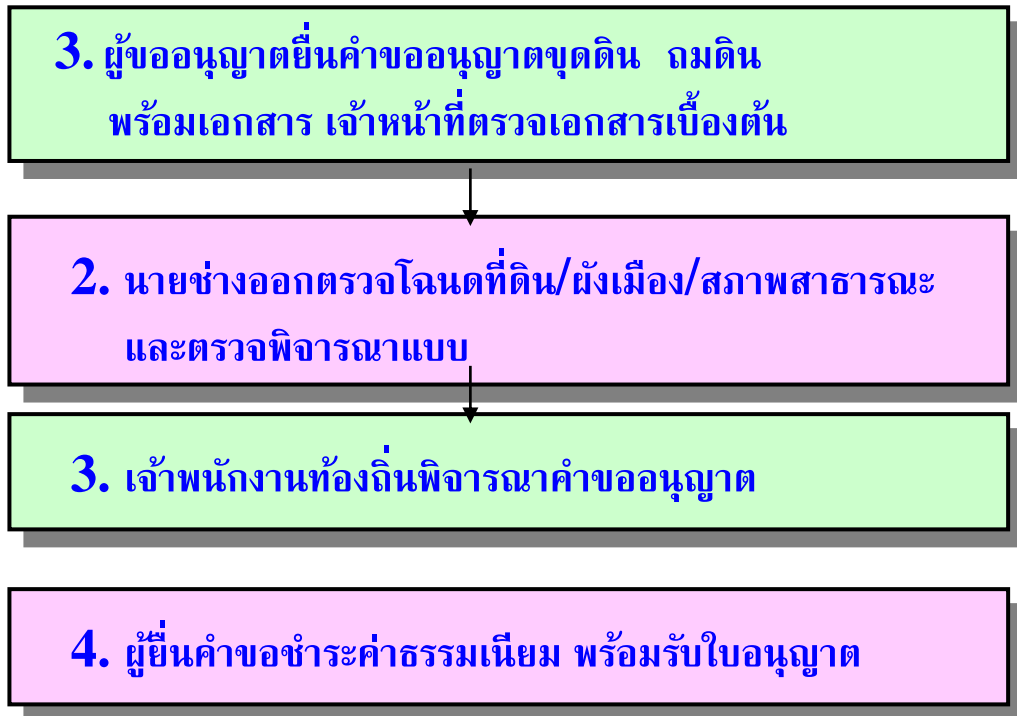 3. ผู้ขออนุญาตยื่นคำขออนุญาตขุดดิน ถมดิน
พร้อมเอกสาร เจ้าหน้าที่ตรวจเอกสารเบื้องต้น
2. นายช่างออกตรวจโฉนดที่ดิน/ผังเมือง/สภาพสาธารณะ
และตรวจพิจารณาแบบ
3. เจ้าพนักงานท้องถิ่นพิจารณาคำขออนุญาต
4. ผู้ยื่นคำขอชำระค่าธรรมเนียม พร้อมรับใบอนุญาต